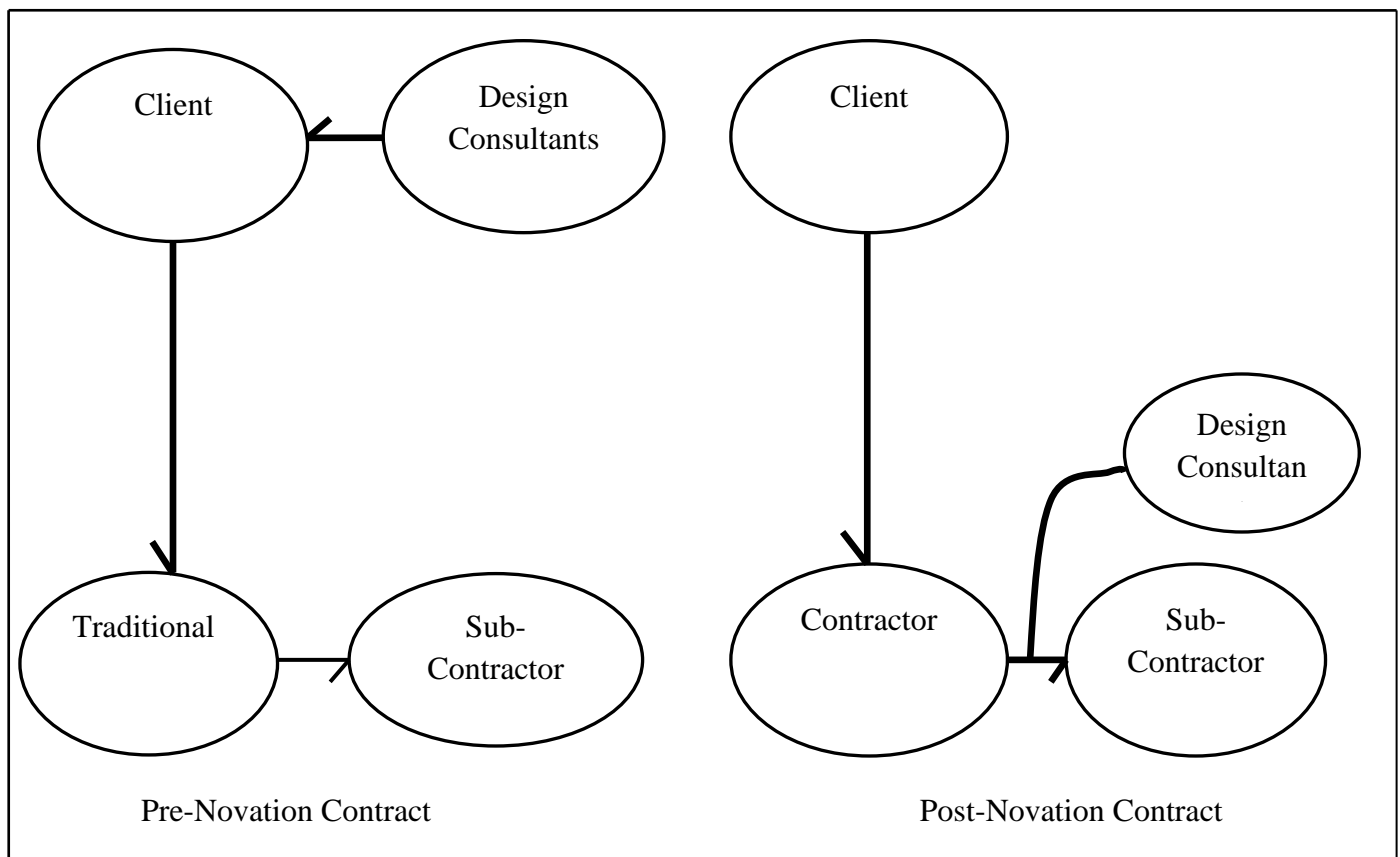 Client
Design
Consultants
Client
Design
Consultan
Traditional
Sub-
Contractor
Contractor
Sub-
Contractor
Pre-Novation Contract
Post-Novation Contract